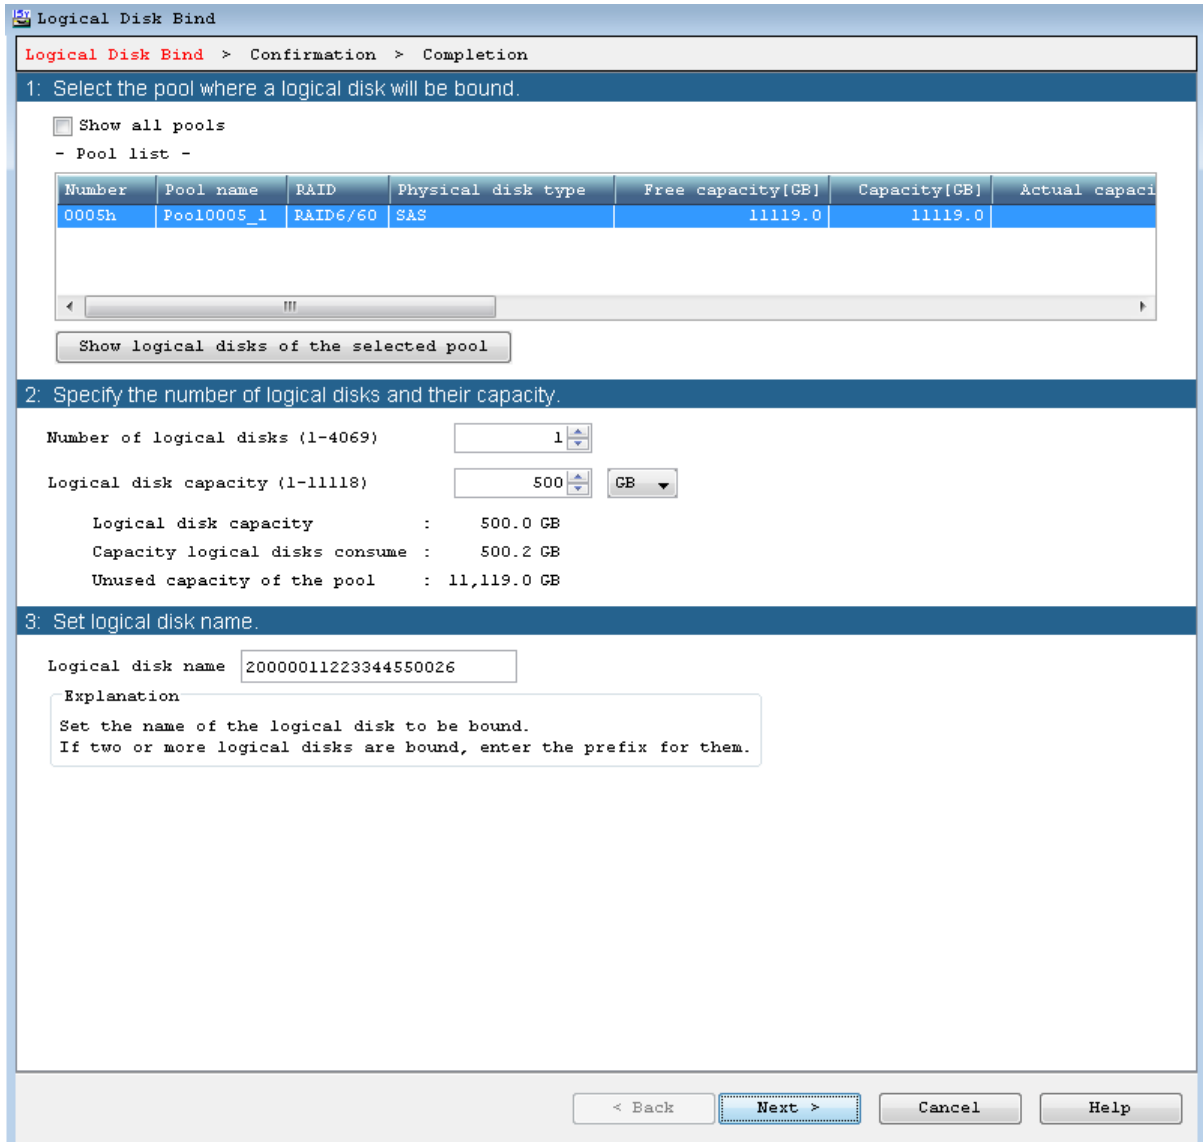 Logical Disk Bind
Logical Disk Bind > Confirmation > Completion
1: Select the pool where a logical disk will be bound.
Show all pools
- Pool list -
Number Pool name RAID Physical disk type Free capacity[GB] Capacity[GB] Actual capaci
0005h Pool0005_1 RAID6/60 SAS 11119.0 11119.0
Show logical disks of the selected pool
2: Specify the number of logical disks and their capacity.
Number of logical disks (1-4069) 1
Logical disk capacity (1-11118) 500 GB
Logical disk capacity : 500.0 GB
Capacity logical disks consume : 500.2 GB
Unused capacity of the pool : 11,119.0 GB
3: Set logical disk name.
Logical disk name 20000011223344550026
Explanation
Set the name of the logical disk to be bound.
If two or more logical disks are bound, enter the prefix for them.
< Back Next > Cancel Help